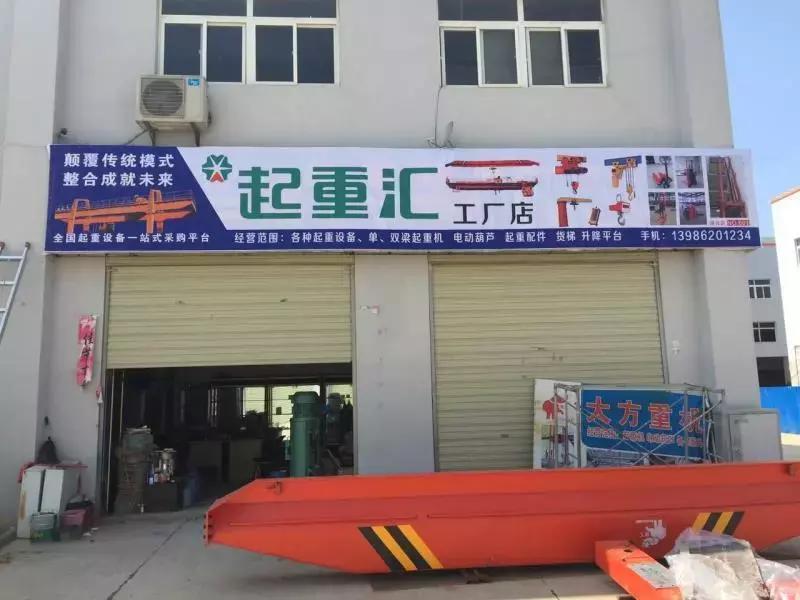 颠覆传统模式
整合成就未来
全国起重设备一站式采购平台
起重汇
工厂店
经营范围：各种起重设备、单、双梁起重机 电动葫芦 起重配件 货梯 升降平台 手机：13986201234
太方重机